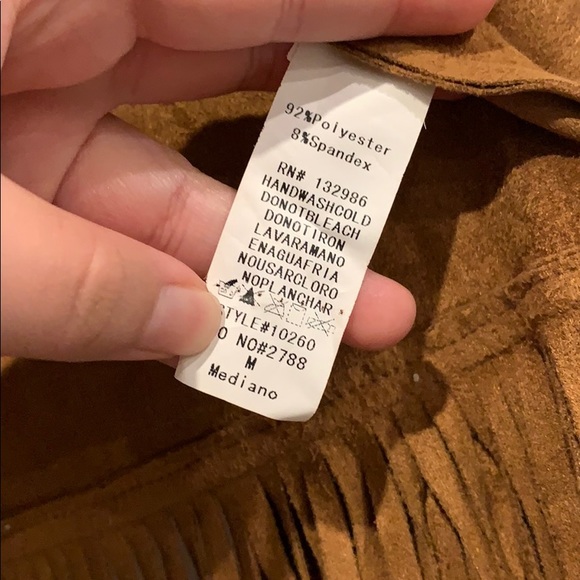 92%Polyester
8%Spandex
RN# 132986
HANDWASHCOLD
DONOTBLEACH
DONOTIRON
LAVARAMANO
ENAGUAFRIA
NOUSARCLORO
NOPLANCHAR
STYLE#10260
O NO#2788
M
Mediano